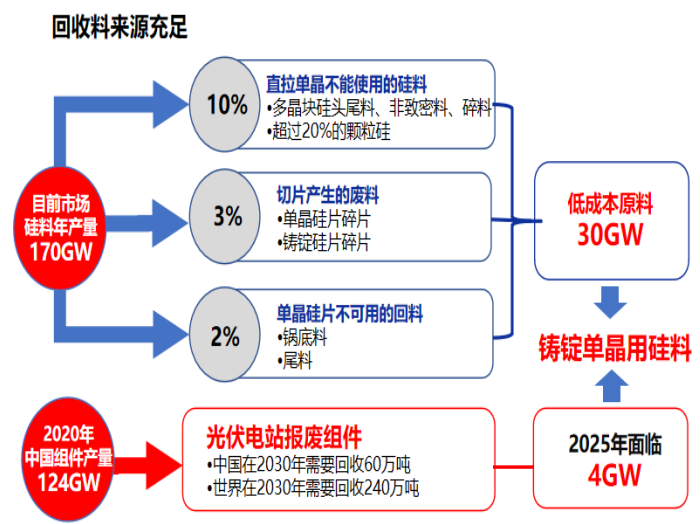 回收料来源充足
目前市场
硅料年产量
170GW
10%
直拉单晶不能使用的硅料
•多晶块硅头尾料、非致密料、碎料
•超过20%的颗粒硅
3%
切片产生的废料
•单晶硅片碎片
•铸锭硅片碎片
2%
单晶硅片不可用的回料
•锅底料
•尾料
低成本原料
30GW
铸锭单晶用硅料
2020年
中国组件产量
124GW
光伏电站报废组件
•中国在2030年需要回收60万吨
•世界在2030年需要回收240万吨
2025年面临
4GW